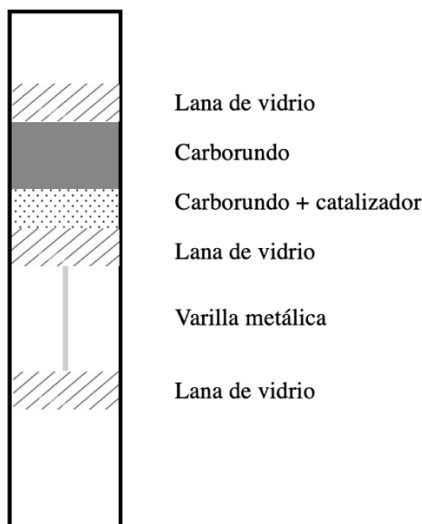 Lana de vidrio
Carborundo
Carborundo + catalizador
Lana de vidrio
Varilla metálica
Lana de vidrio